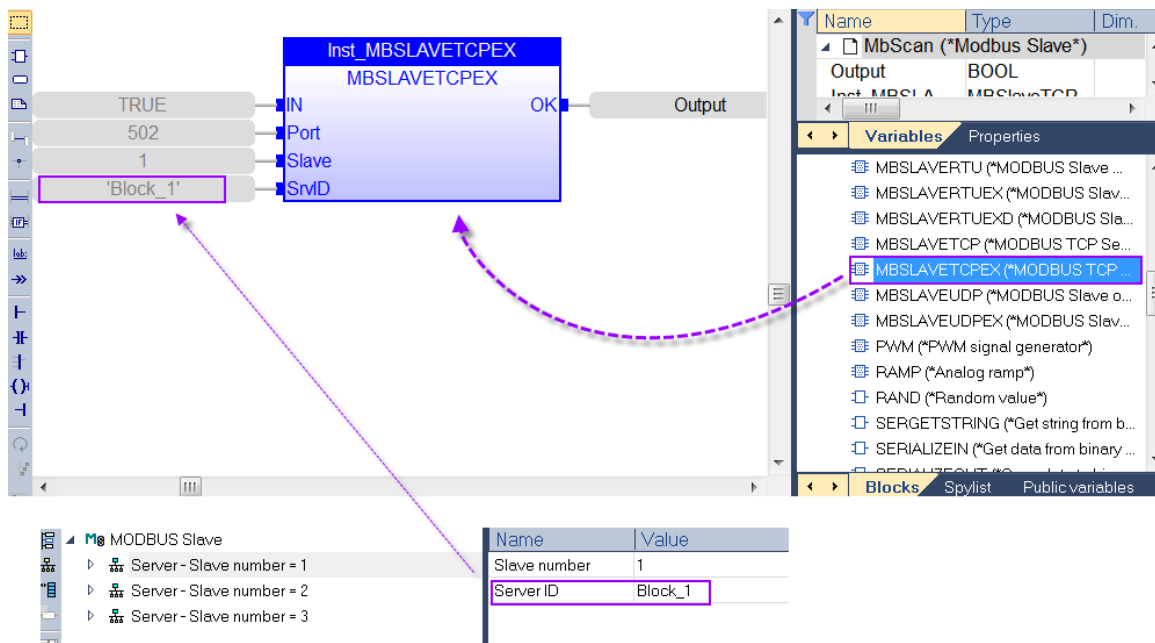 Inst_MBSLAVETCPEX
MBSLAVETCPEX
TRUE IN OK Output
502 Port
1 Slave
'Block_1' SrvID
Name Type Dim.
MbScan (*Modbus Slave*)
Output BOOL
Variables Properties
MBSLAVERTU (*MODBUS Slave ...
MBSLAVERTUEX (*MODBUS Slav...
MBSLAVERTUEXD (*MODBUS Sla...
MBSLAVETCP (*MODBUS TCP Se...
MBSLAVETCPEX (*MODBUS TCP ...
MBSLAVEUDP (*MODBUS Slave o...
MBSLAVEUDPEX (*MODBUS Slav...
PWM (*PWM signal generator*)
RAMP (*Analog ramp*)
RAND (*Random value*)
SERGETSTRING (*Get string from b...
SERIALIZEIN (*Get data from binary ...
Blocks Spylist Public variables
MODBUS Slave
Server - Slave number = 1
Server - Slave number = 2
Server - Slave number = 3
Name Value
Slave number 1
Server ID Block_1